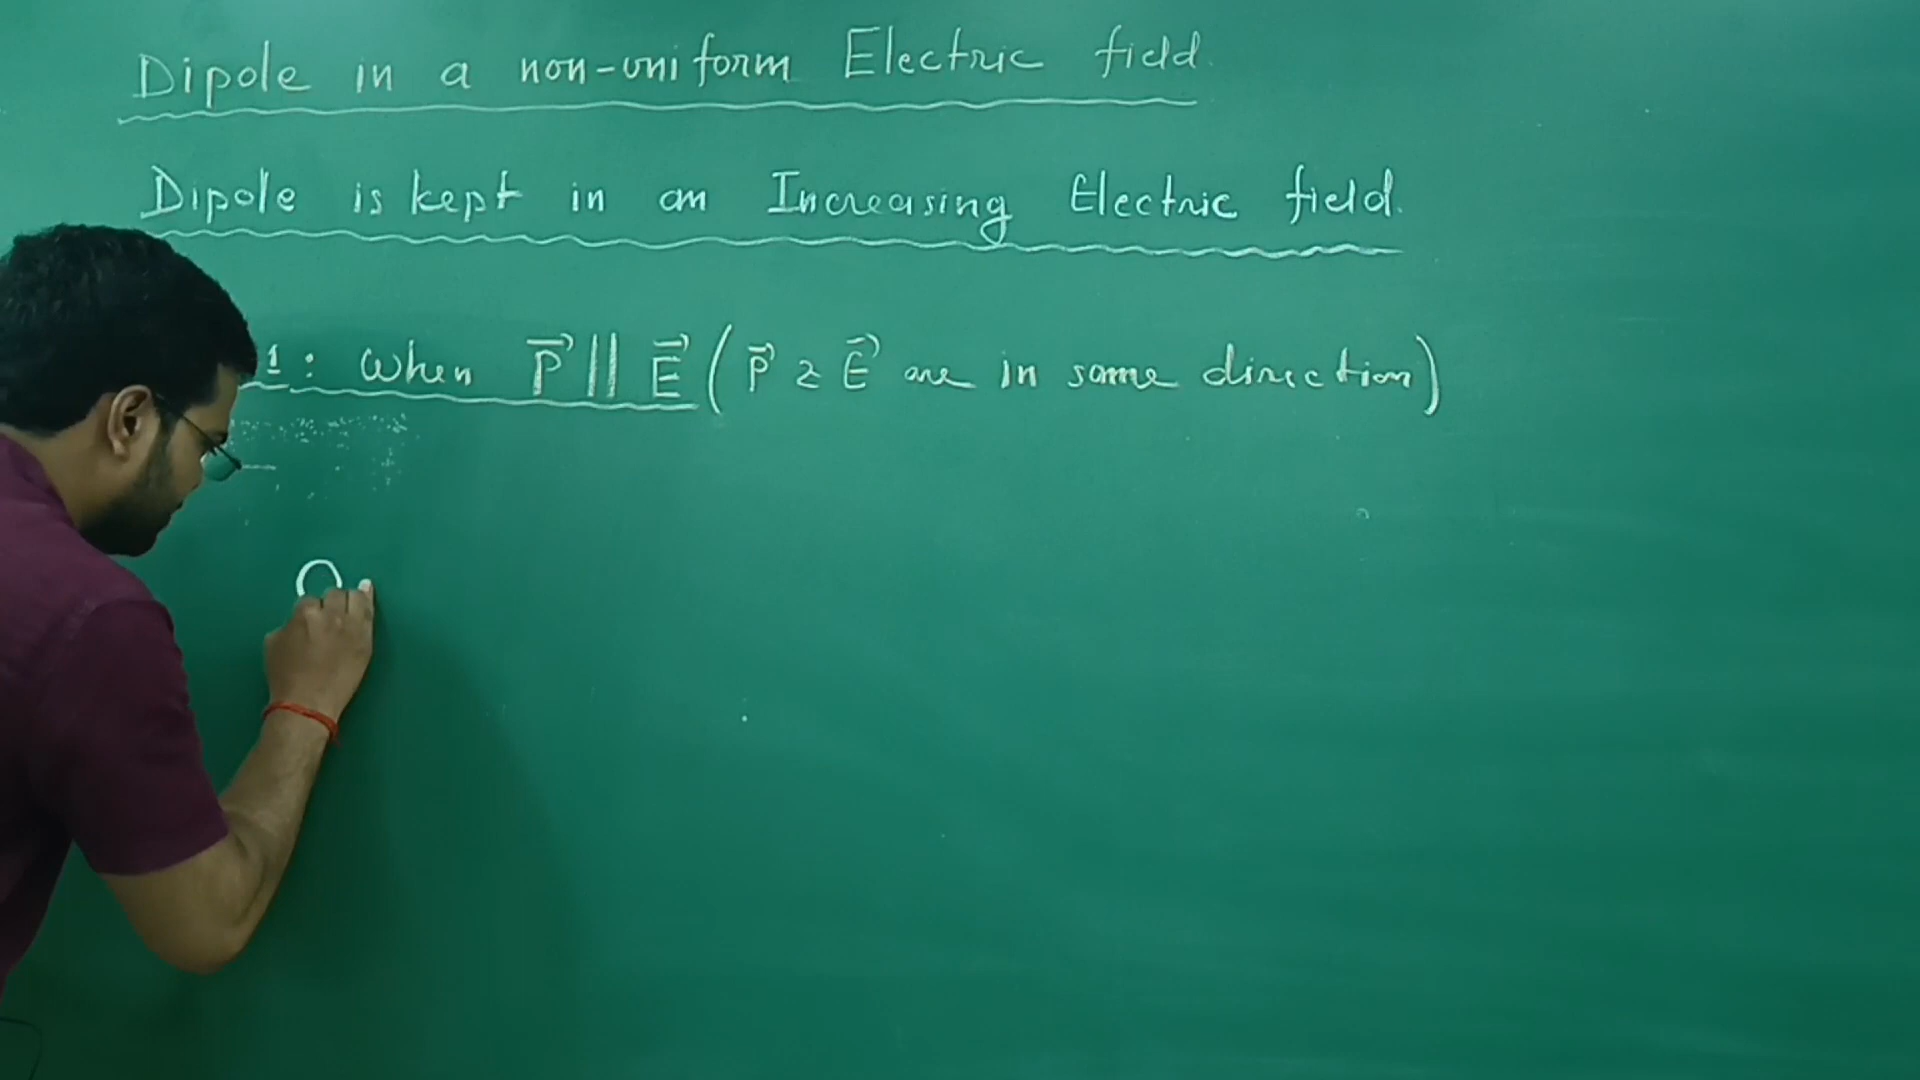 Dipole in a non-uniform Electric field.
Dipole is kept in an Increasing Electric field.
1: when P⃗ || E⃗ (P⃗ & E⃗ are in same direction)